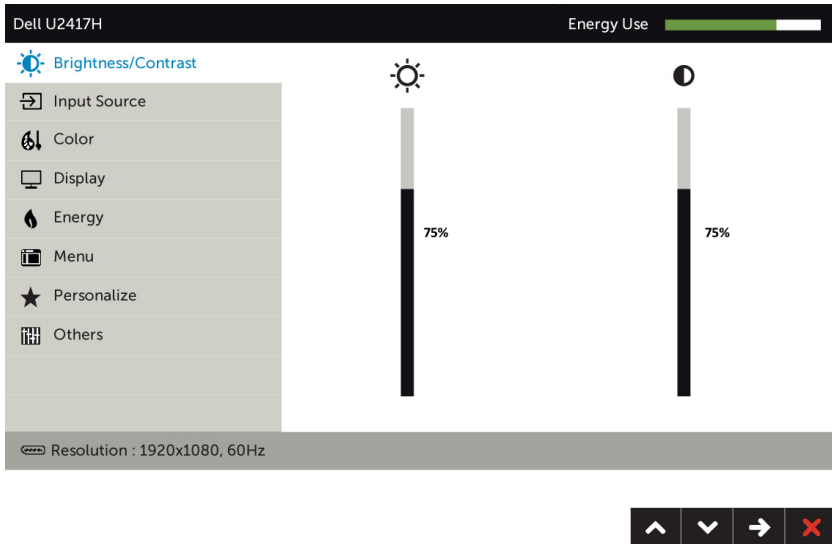 Dell U2417H
Energy Use
Brightness/Contrast
Input Source
Color
Display
Energy
Menu
Personalize
Others
75%
75%
Resolution : 1920x1080, 60Hz